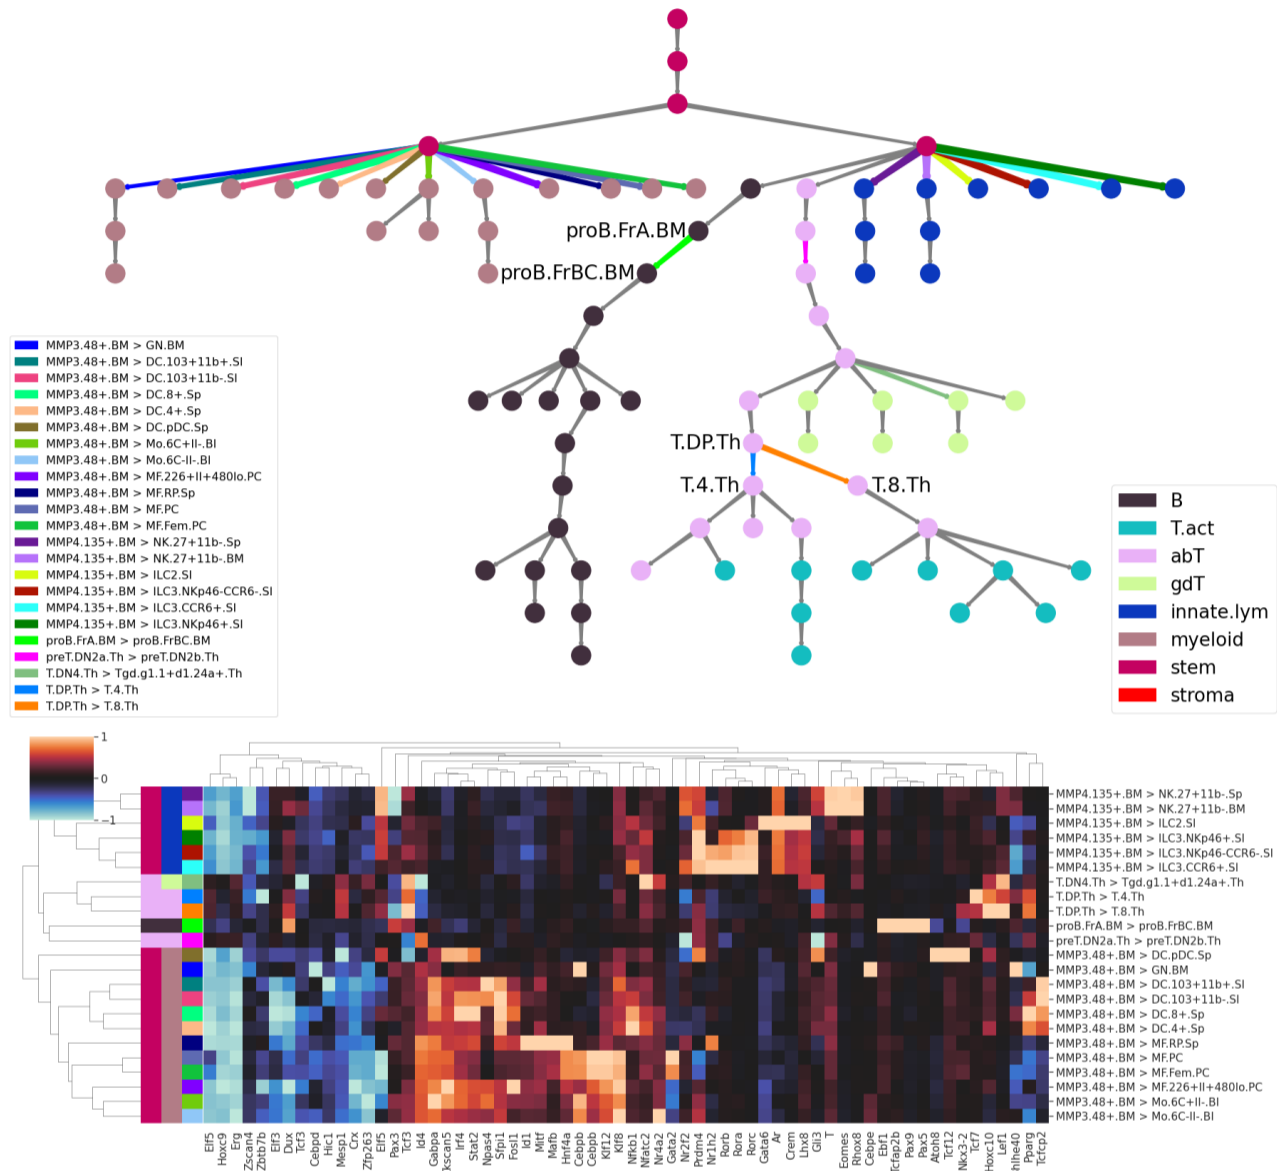 proB.FrA.BM
proB.FrBC.BM
T.DP.Th
T.4.Th
T.8.Th
MMP3.48+.BM > GN.BM
MMP3.48+.BM > DC.103+11b+.SI
MMP3.48+.BM > DC.103+11b-.SI
MMP3.48+.BM > DC.8+.Sp
MMP3.48+.BM > DC.4+.Sp
MMP3.48+.BM > DC.pDC.Sp
MMP3.48+.BM > Mo.6C+II-.BI
MMP3.48+.BM > Mo.6C-II-.BI
MMP3.48+.BM > MF.226+II+480lo.PC
MMP3.48+.BM > MF.RP.Sp
MMP3.48+.BM > MF.PC
MMP3.48+.BM > MF.Fem.PC
MMP4.135+.BM > NK.27+11b-.Sp
MMP4.135+.BM > NK.27+11b-.BM
MMP4.135+.BM > ILC2.SI
MMP4.135+.BM > ILC3.NKp46-CCR6-.SI
MMP4.135+.BM > ILC3.CCR6+.SI
MMP4.135+.BM > ILC3.NKp46+.SI
proB.FrA.BM > proB.FrBC.BM
preT.DN2a.Th > preT.DN2b.Th
T.DN4.Th > Tgd.g1.1+d1.24a+.Th
T.DP.Th > T.4.Th
T.DP.Th > T.8.Th
B
T.act
abT
gdT
innate.lym
myeloid
stem
stroma
1
0
−1
MMP4.135+.BM > NK.27+11b-.Sp
MMP4.135+.BM > NK.27+11b-.BM
MMP4.135+.BM > ILC2.SI
MMP4.135+.BM > ILC3.NKp46+.SI
MMP4.135+.BM > ILC3.NKp46-CCR6-.SI
MMP4.135+.BM > ILC3.CCR6+.SI
T.DN4.Th > Tgd.g1.1+d1.24a+.Th
T.DP.Th > T.4.Th
T.DP.Th > T.8.Th
proB.FrA.BM > proB.FrBC.BM
preT.DN2a.Th > preT.DN2b.Th
MMP3.48+.BM > DC.pDC.Sp
MMP3.48+.BM > GN.BM
MMP3.48+.BM > DC.103+11b+.SI
MMP3.48+.BM > DC.103+11b-.SI
MMP3.48+.BM > DC.8+.Sp
MMP3.48+.BM > DC.4+.Sp
MMP3.48+.BM > MF.RP.Sp
MMP3.48+.BM > MF.PC
MMP3.48+.BM > MF.Fem.PC
MMP3.48+.BM > MF.226+II+480lo.PC
MMP3.48+.BM > Mo.6C+II-.BI
MMP3.48+.BM > Mo.6C-II-.BI
Elf5
Hoxc9
Erg
Zscan4
Zbtb7b
Elf3
Dux
Tcf3
Cebpd
Hic1
Mesp1
Crx
Zfp263
Elf5
Pax3
Tcf3
Id4
Gabpa
kscan5
Irf4
Stat2
Npas4
Sfpi1
Fosl1
Id1
Mitf
Mafb
Hnf4a
Cebpb
Cebpb
Klf12
Klf8
Nfkb1
Nfatc2
Nr4a2
Gata2
Nr2f2
Prdm4
Nr1h2
Rorb
Rora
Rorc
Gata6
Ar
Crem
Lhx8
Gli3
T
Eomes
Rhox8
Cebpe
Ebf1
Tcfap2b
Pax9
Pax5
Atoh8
Tcf12
Nkx3-2
Tcf7
Hoxc10
Lef1
hlhe40
Pparg
Tcfcp2